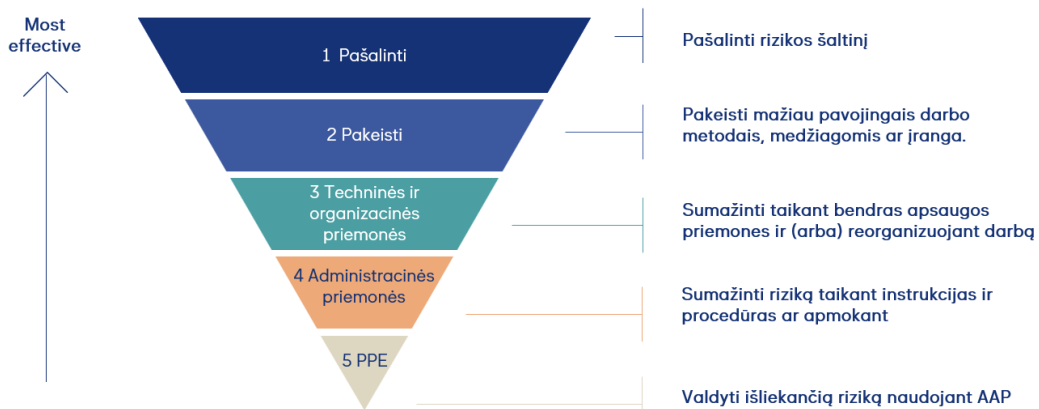 Most
effective
1 Pašalinti
Pašalinti rizikos šaltinį
2 Pakeisti
Pakeisti mažiau pavojingais darbo
metodais, medžiagomis ar įranga.
3 Techninės ir
organizacinės
priemonės
Sumažinti taikant bendras apsaugos
priemones ir (arba) reorganizuojant darbą
4 Administracinės
priemonės
Sumažinti riziką taikant instrukcijas ir
procedūras ar apmokant
5 PPE
Valdyti išliekančią riziką naudojant AAP